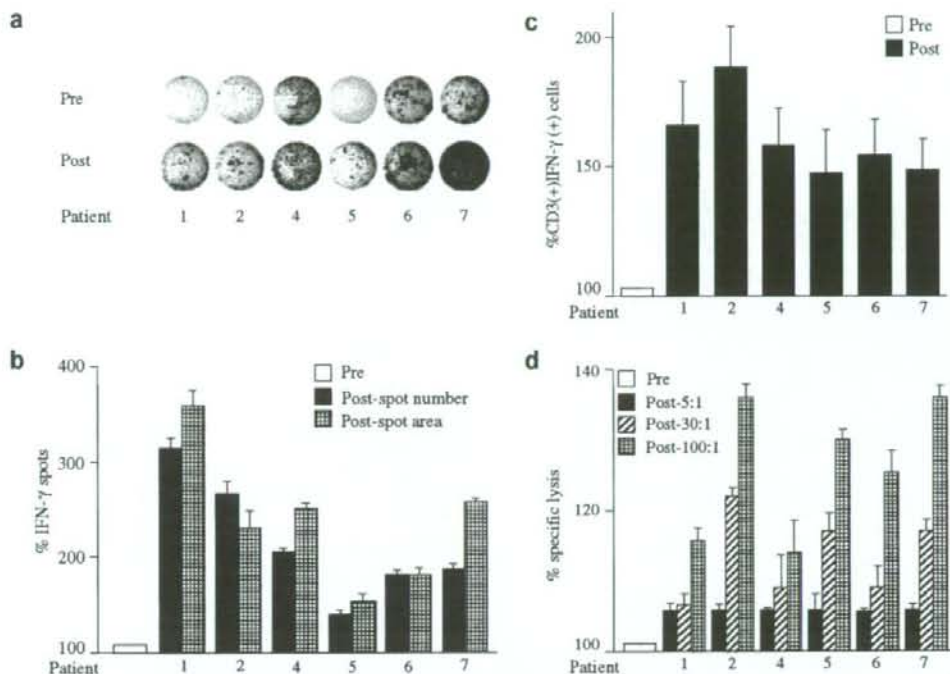 a
Pre
Post
Patient 1 2 4 5 6 7
b
% IFN-γ spots
400
300
200
100
Pre
Post-spot number
Post-spot area
Patient 1 2 4 5 6 7
c
%CD3(+)IFN-γ(+) cells
200
150
100
Pre
Post
Patient 1 2 4 5 6 7
d
% specific lysis
140
120
100
Pre
Post-5:1
Post-30:1
Post-100:1
Patient 1 2 4 5 6 7